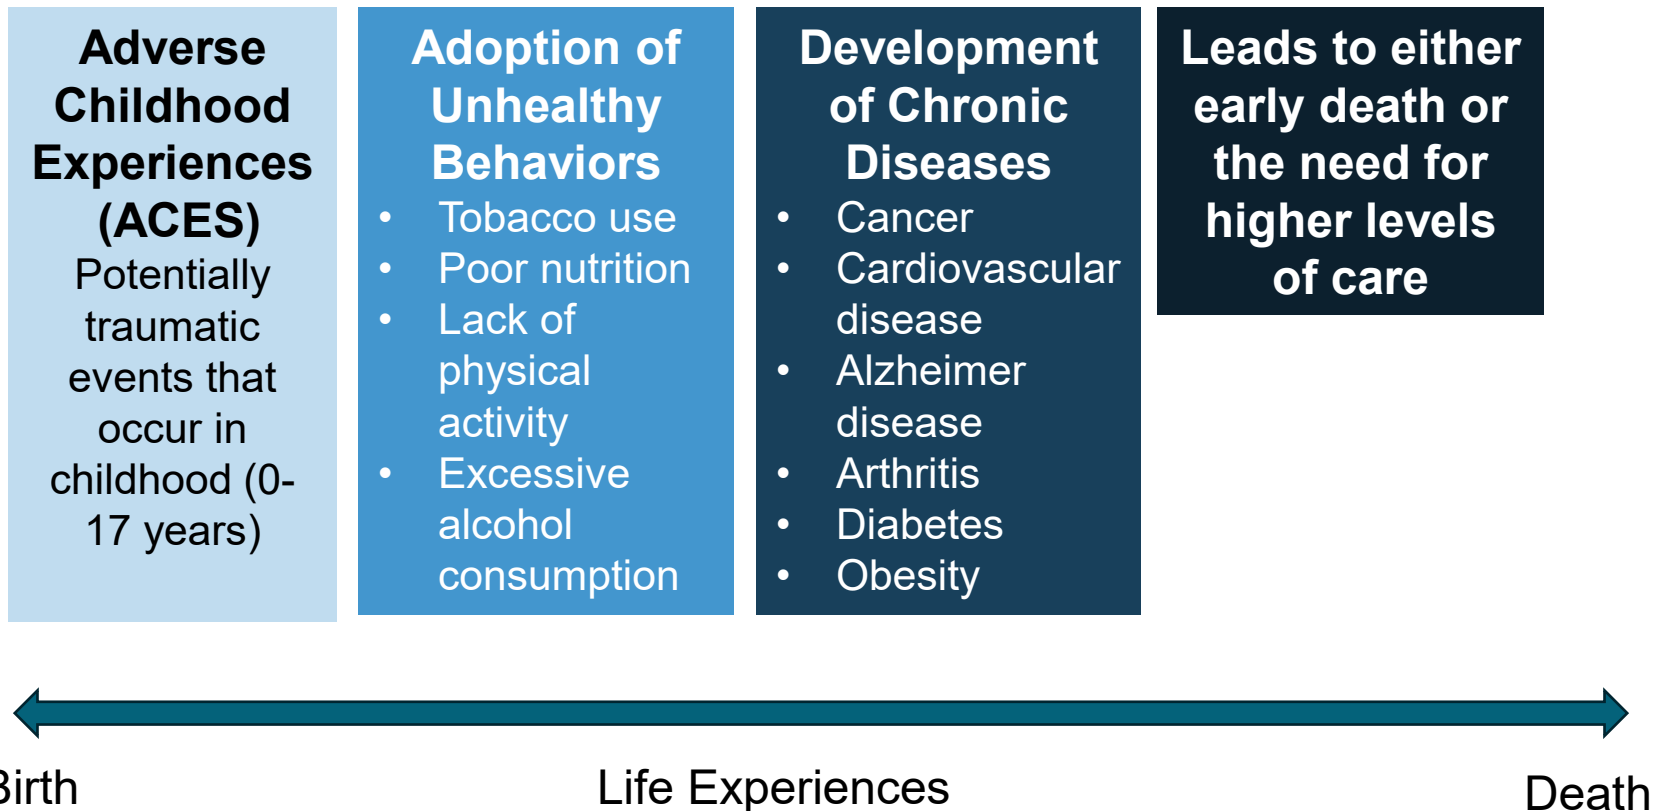 Adverse
Childhood
Experiences
(ACES)
Potentially
traumatic
events that
occur in
childhood (0-
17 years)
Adoption of
Unhealthy
Behaviors
• Tobacco use
• Poor nutrition
• Lack of
physical
activity
• Excessive
alcohol
consumption
Development
of Chronic
Diseases
• Cancer
• Cardiovascular
disease
• Alzheimer
disease
• Arthritis
• Diabetes
• Obesity
Leads to either
early death or
the need for
higher levels
of care
Birth
Life Experiences
Death